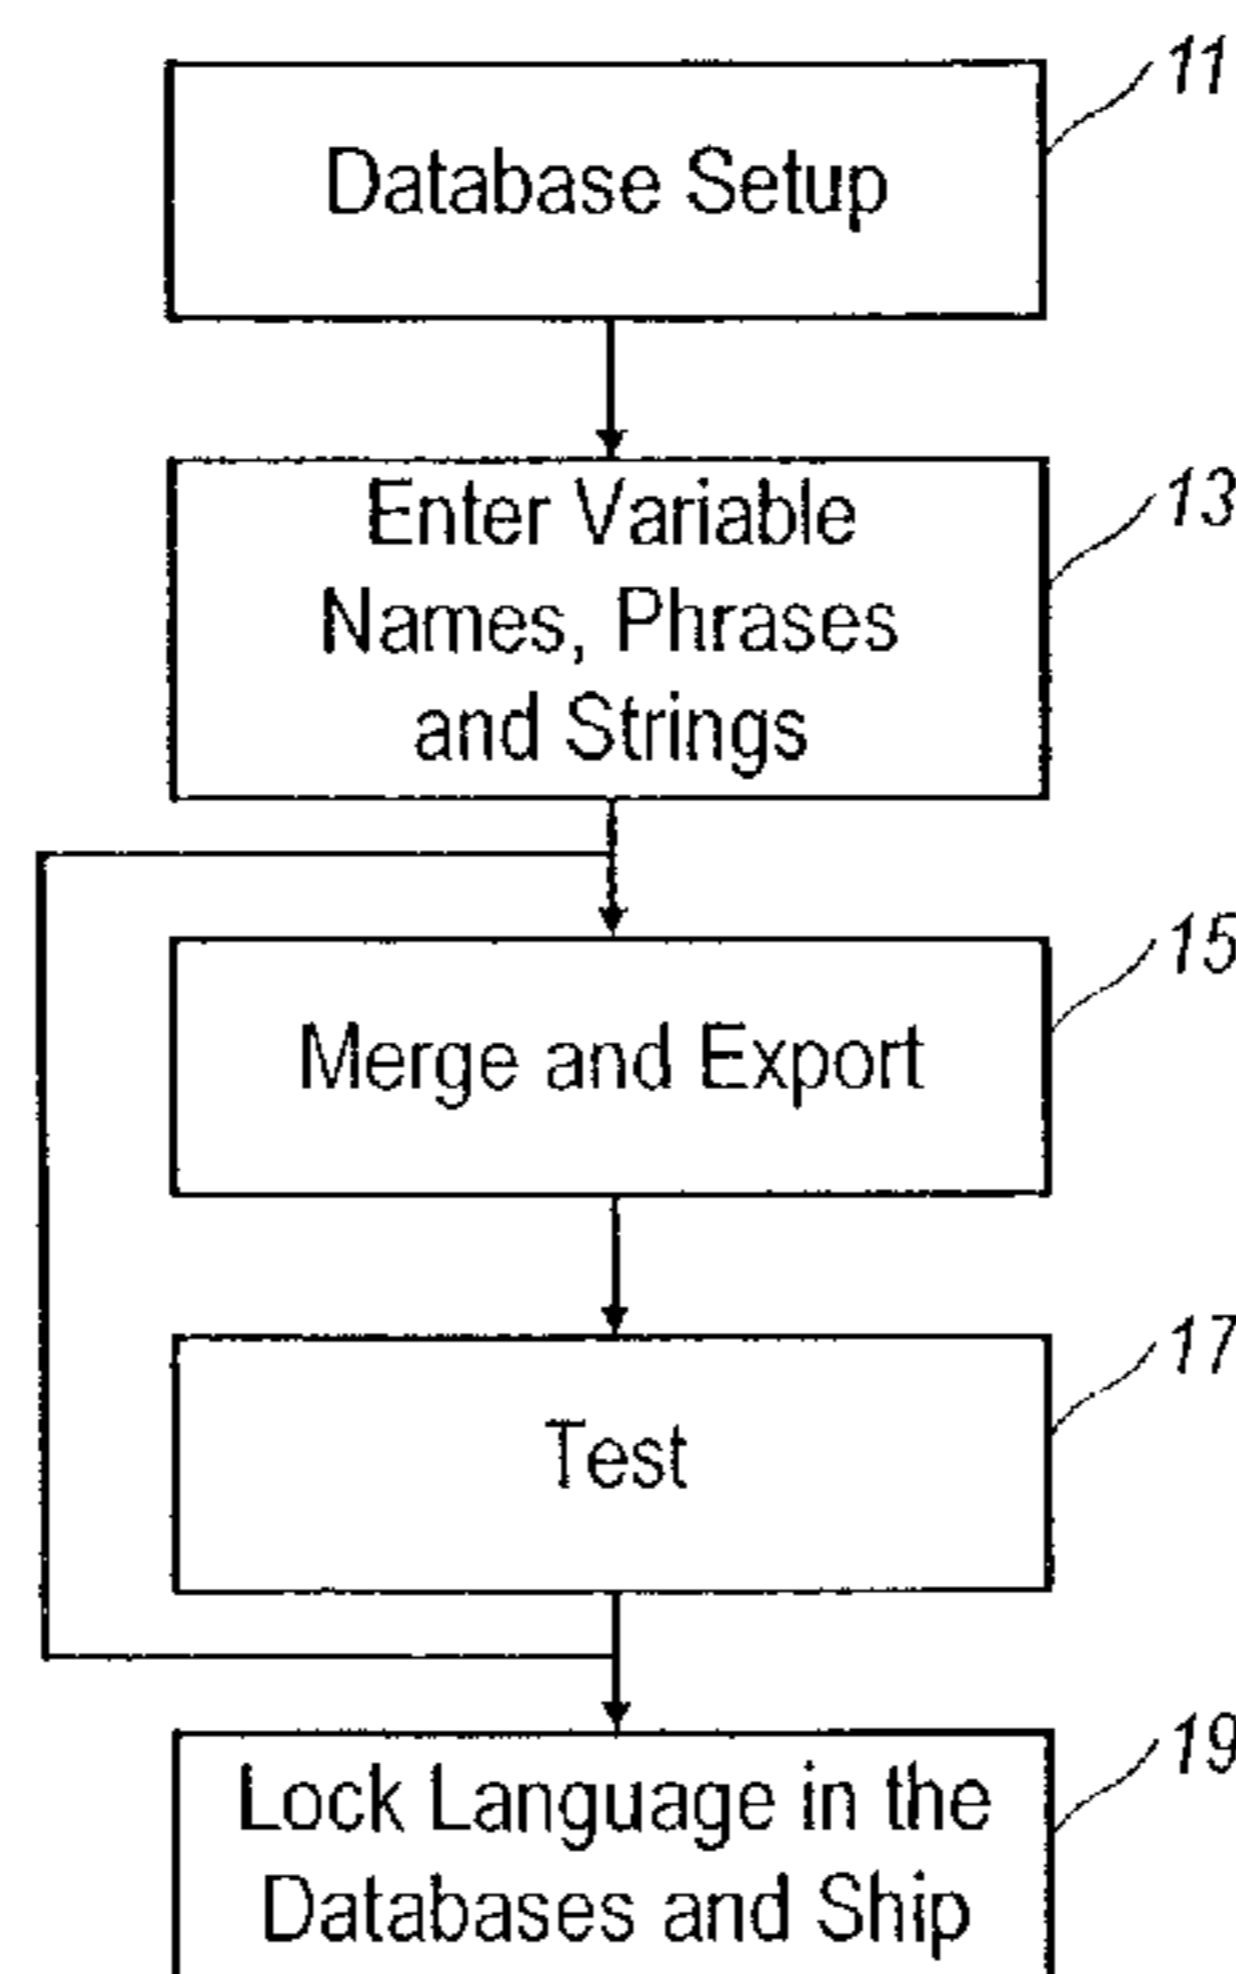 11
Database Setup
13
Enter Variable
Names, Phrases
and Strings
15
Merge and Export
17
Test
19
Lock Language in the
Databases and Ship